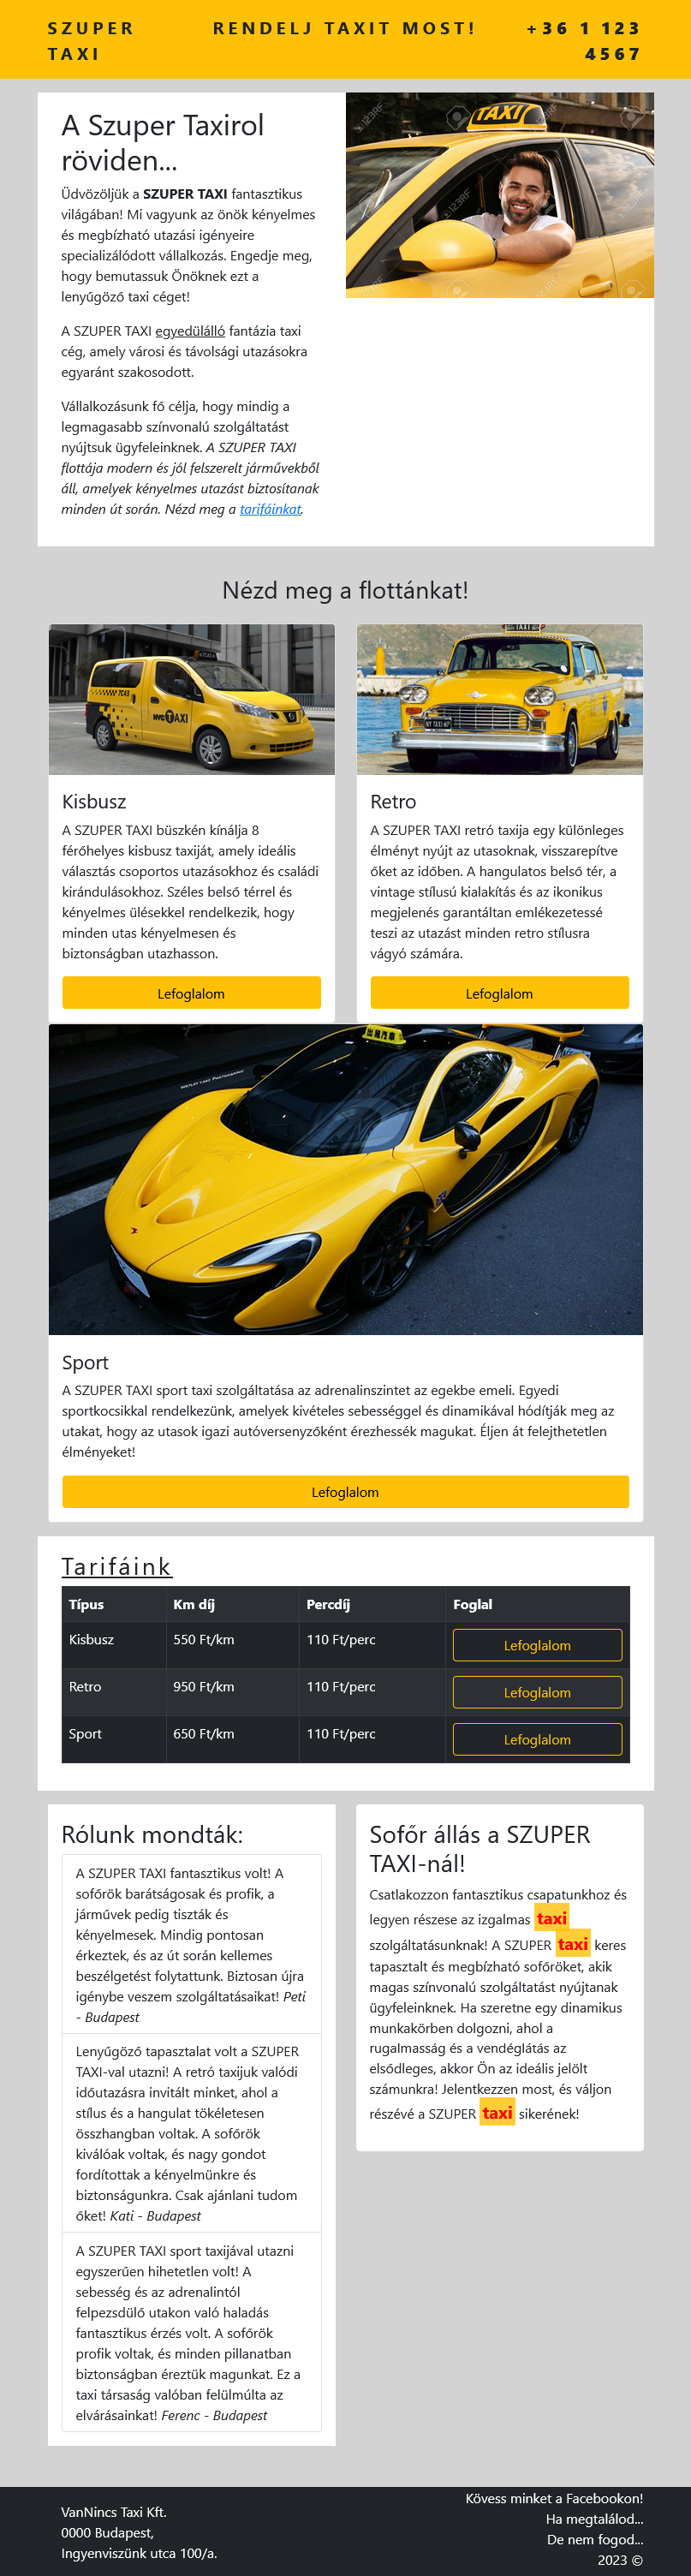 SZUPER
TAXI
RENDELJ TAXIT MOST!
+36 1 123
4567
A Szuper Taxirol
röviden...
Üdvözöljük a SZUPER TAXI fantasztikus
világában! Mi vagyunk az önök kényelmes
és megbízható utazási igényeire
specializálódott vállalkozás. Engedje meg,
hogy bemutassuk Önöknek ezt a
lenyűgöző taxi céget!
A SZUPER TAXI egyedülálló fantázia taxi
cég, amely városi és távolsági utazásokra
egyaránt szakosodott.
Vállalkozásunk fő célja, hogy mindig a
legmagasabb színvonalú szolgáltatást
nyújtsuk ügyfeleinknek. A SZUPER TAXI
flottája modern és jól felszerelt járművekből
áll, amelyek kényelmes utazást biztosítanak
minden út során. Nézd meg a tarifáinkat.
TAXI
123RF
Nézd meg a flottánkat!
NYC TAXI
TAXI
NY TAXI-WP
Kisbusz
A SZUPER TAXI büszkén kínálja 8
férőhelyes kisbusz taxiját, amely ideális
választás csoportos utazásokhoz és családi
kirándulásokhoz. Széles belső térrel és
kényelmes ülésekkel rendelkezik, hogy
minden utas kényelmesen és
biztonságban utazhasson.
Lefoglalom
Retro
A SZUPER TAXI retró taxija egy különleges
élményt nyújt az utasoknak, visszarepítve
őket az időben. A hangulatos belső tér, a
vintage stílusú kialakítás és az ikonikus
megjelenés garantáltan emlékezetessé
teszi az utazást minden retro stílusra
vágyó számára.
Lefoglalom
出租汽車
Sport
A SZUPER TAXI sport taxi szolgáltatása az adrenalinszintet az egekbe emeli. Egyedi
sportkocsikkal rendelkezünk, amelyek kivételes sebességgel és dinamikával hódítják meg az
utakat, hogy az utasok igazi autóversenyzőként érezhessék magukat. Éljen át felejthetetlen
élményeket!
Lefoglalom
Tarifáink
Típus Km díj Percdíj Foglal
Kisbusz 550 Ft/km 110 Ft/perc Lefoglalom
Retro 950 Ft/km 110 Ft/perc Lefoglalom
Sport 650 Ft/km 110 Ft/perc Lefoglalom
Rólunk mondták:
A SZUPER TAXI fantasztikus volt! A
sofőrök barátságosak és profik, a
járművek pedig tiszták és
kényelmesek. Mindig pontosan
érkeztek, és az út során kellemes
beszélgetést folytattunk. Biztosan újra
igénybe veszem szolgáltatásaikat! Peti
- Budapest
Lenyűgöző tapasztalat volt a SZUPER
TAXI-val utazni! A retró taxijuk valódi
időutazásra invitált minket, ahol a
stílus és a hangulat tökéletesen
összhangban voltak. A sofőrök
kiválóak voltak, és nagy gondot
fordítottak a kényelmünkre és
biztonságunkra. Csak ajánlani tudom
őket! Kati - Budapest
A SZUPER TAXI sport taxijával utazni
egyszerűen hihetetlen volt! A
sebesség és az adrenalintól
felpezsdülő utakon való haladás
fantasztikus érzés volt. A sofőrök
profik voltak, és minden pillanatban
biztonságban éreztük magunkat. Ez a
taxi társaság valóban felülmúlta az
elvárásainkat! Ferenc - Budapest
Sofőr állás a SZUPER
TAXI-nál!
Csatlakozzon fantasztikus csapatunkhoz és
legyen részese az izgalmas taxi
szolgáltatásunknak! A SZUPER taxi keres
tapasztalt és megbízható sofőröket, akik
magas színvonalú szolgáltatást nyújtanak
ügyfeleinknek. Ha szeretne egy dinamikus
munkakörben dolgozni, ahol a
rugalmasság és a vendéglátás az
elsődleges, akkor Ön az ideális jelölt
számunkra! Jelentkezzen most, és váljon
részévé a SZUPER taxi sikerének!
VanNincs Taxi Kft.
0000 Budapest,
Ingyenviszünk utca 100/a.
Kövess minket a Facebookon!
Ha megtalálod...
De nem fogod...
2023 ©